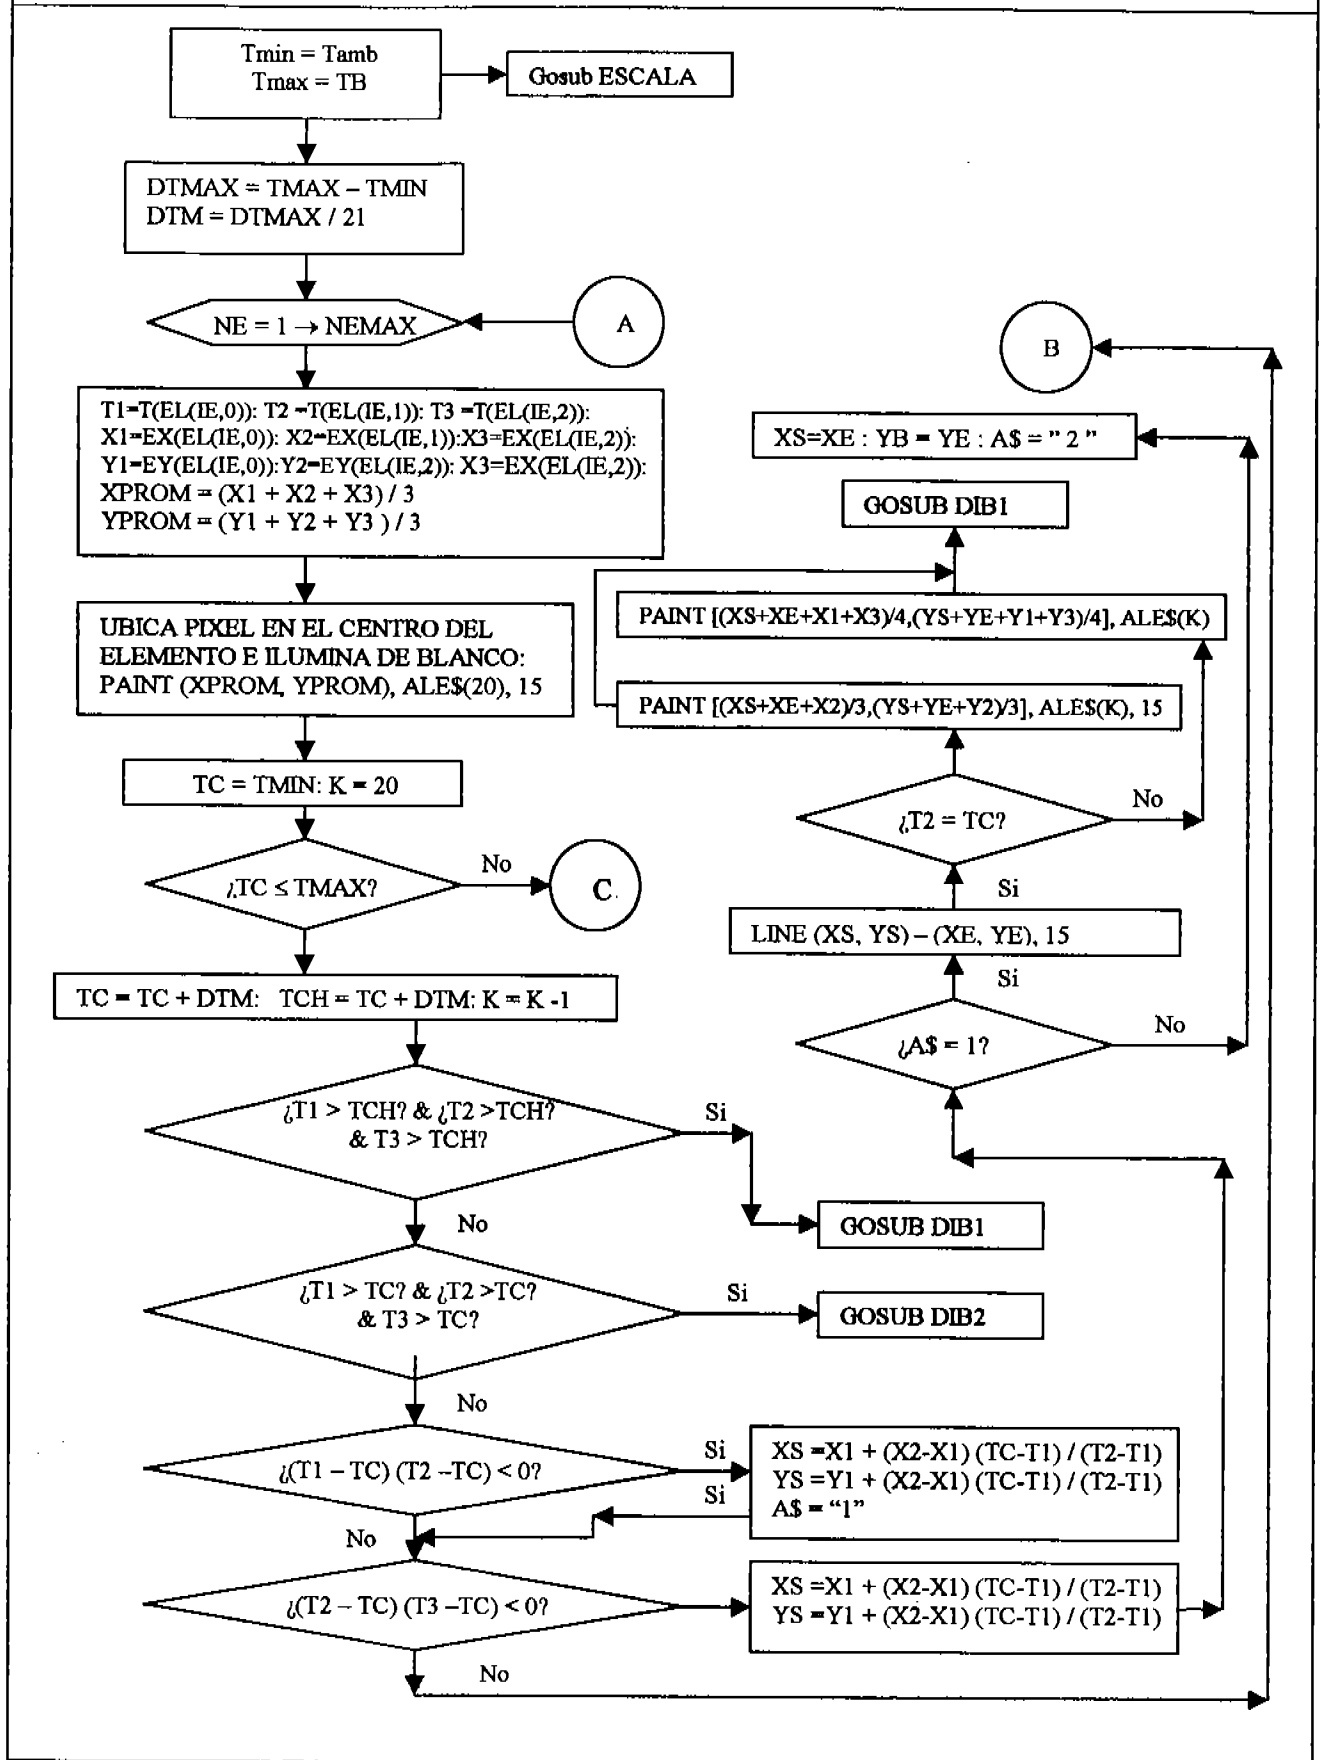 Tmin = Tamb
Tmax = TB
Gosub ESCALA
DTMAX = TMAX – TMIN
DTM = DTMAX / 21
NE = 1 → NEMAX
A
T1=T(EL(IE,0)): T2 =T(EL(IE,1)): T3 =T(EL(IE,2)):
X1=EX(EL(IE,0)): X2=EX(EL(IE,1)):X3=EX(EL(IE,2)):
Y1=EY(EL(IE,0)):Y2=EY(EL(IE,2)): X3=EX(EL(IE,2)):
XPROM = (X1 + X2 + X3) / 3
YPROM = (Y1 + Y2 + Y3 ) / 3
UBICA PIXEL EN EL CENTRO DEL
ELEMENTO E ILUMINA DE BLANCO:
PAINT (XPROM, YPROM), ALE$(20), 15
TC = TMIN: K = 20
¿TC ≤ TMAX?
No
C
TC = TC + DTM: TCH = TC + DTM: K = K -1
¿T1 > TCH? & ¿T2 >TCH?
& T3 > TCH?
Si
GOSUB DIB1
No
¿T1 > TC? & ¿T2 >TC?
& T3 > TC?
Si
GOSUB DIB2
No
¿(T1 – TC) (T2 –TC) < 0?
Si
XS =X1 + (X2-X1) (TC-T1) / (T2-T1)
YS =Y1 + (X2-X1) (TC-T1) / (T2-T1)
A$ = “1”
Si
No
¿(T2 – TC) (T3 –TC) < 0?
XS =X1 + (X2-X1) (TC-T1) / (T2-T1)
YS =Y1 + (X2-X1) (TC-T1) / (T2-T1)
No
B
XS=XE : YB = YE : A$ = " 2 "
GOSUB DIB1
PAINT [(XS+XE+X1+X3)/4,(YS+YE+Y1+Y3)/4], ALE$(K)
PAINT [(XS+XE+X2)/3,(YS+YE+Y2)/3], ALE$(K), 15
¿T2 = TC?
No
Si
LINE (XS, YS) – (XE, YE), 15
Si
¿A$ = 1?
No